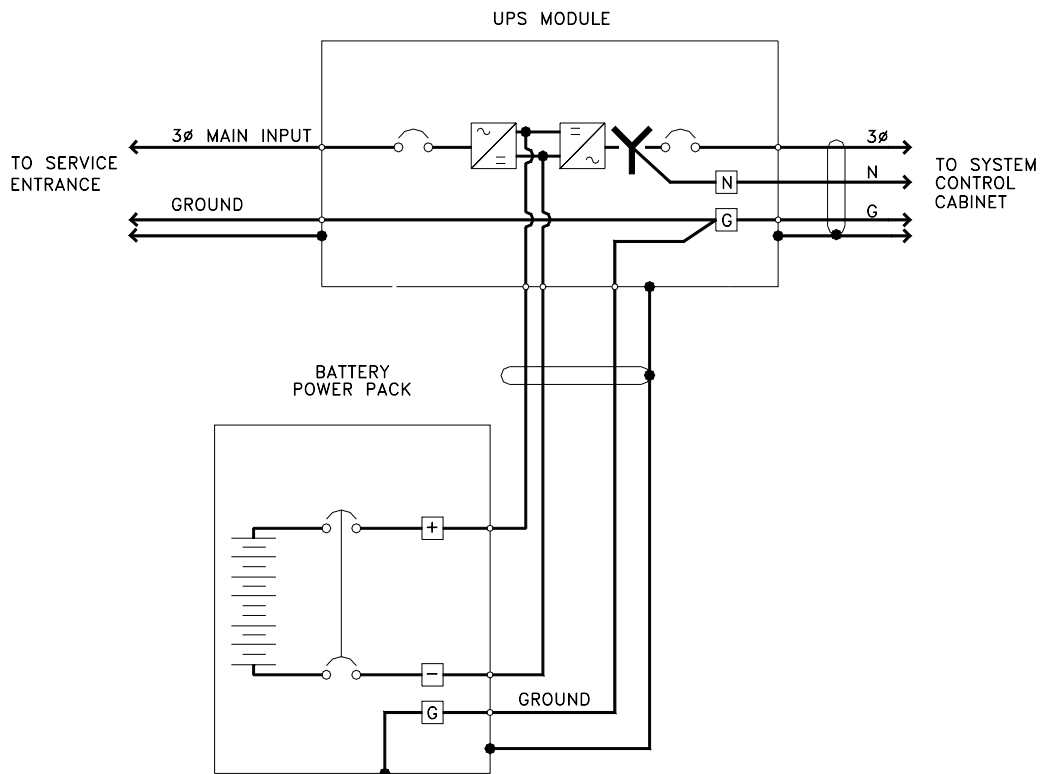 UPS MODULE
3ø MAIN INPUT
TO SERVICE
ENTRANCE
GROUND
3ø
N
N
G
G
TO SYSTEM
CONTROL
CABINET
BATTERY
POWER PACK
+
−
G
GROUND